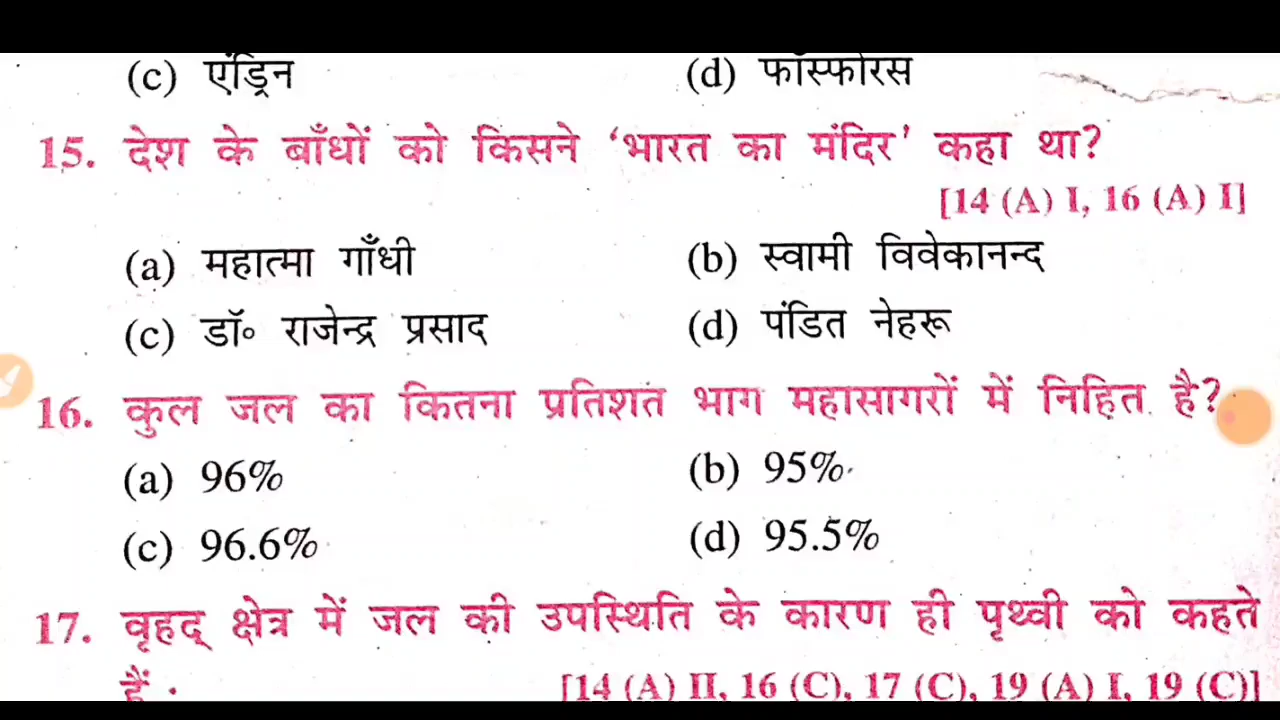 (c) एंड्रिन (d) फॉस्फोरस
15. देश के बाँधों को किसने ‘भारत का मंदिर’ कहा था?
[14 (A) I, 16 (A) I]
(a) महात्मा गाँधी (b) स्वामी विवेकानन्द
(c) डॉ॰ राजेन्द्र प्रसाद (d) पंडित नेहरू
16. कुल जल का कितना प्रतिशत भाग महासागरों में निहित है?
(a) 96% (b) 95%
(c) 96.6% (d) 95.5%
17. वृहद् क्षेत्र में जल की उपस्थिति के कारण ही पृथ्वी को कहते
हैं : [14 (A) II, 16 (C), 17 (C), 19 (A) I, 19 (C)]